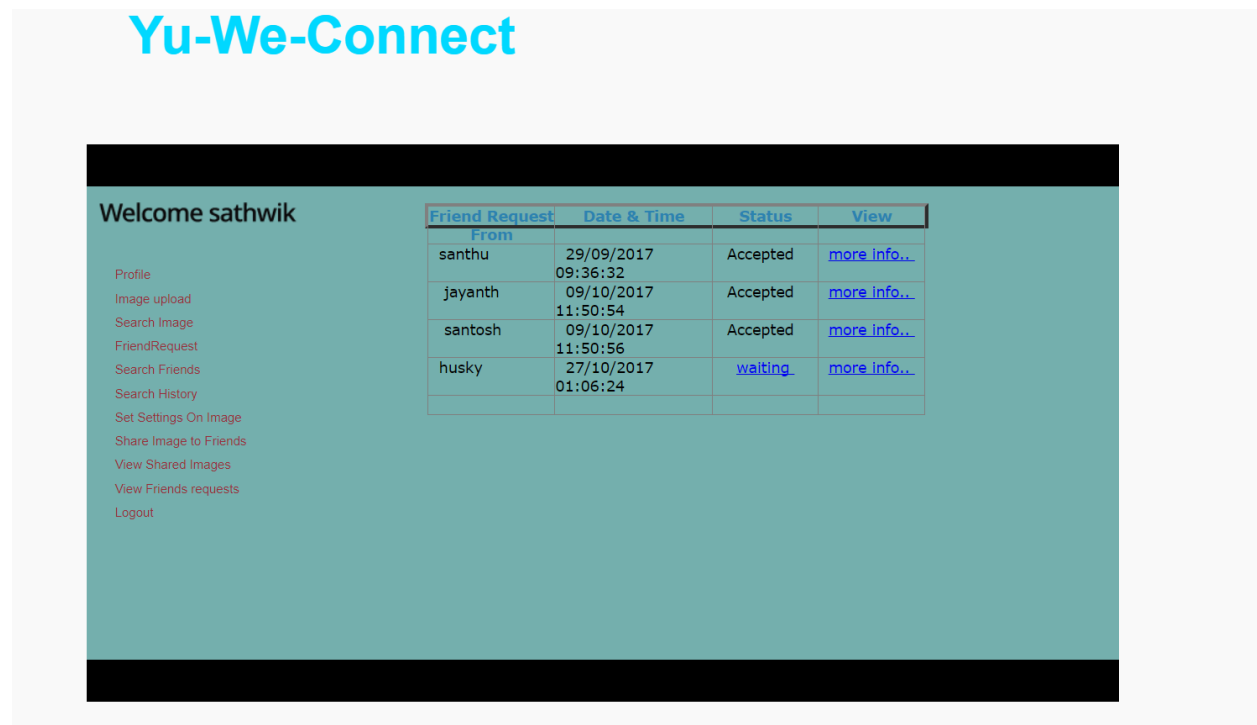 Yu-We-Connect
Welcome sathwik
Profile
Image upload
Search Image
FriendRequest
Search Friends
Search History
Set Settings On Image
Share Image to Friends
View Shared Images
View Friends requests
Logout
Friend Request From Date & Time Status View
santhu 29/09/2017 09:36:32 Accepted more info..
jayanth 09/10/2017 11:50:54 Accepted more info..
santosh 09/10/2017 11:50:56 Accepted more info..
husky 27/10/2017 01:06:24 waiting more info..